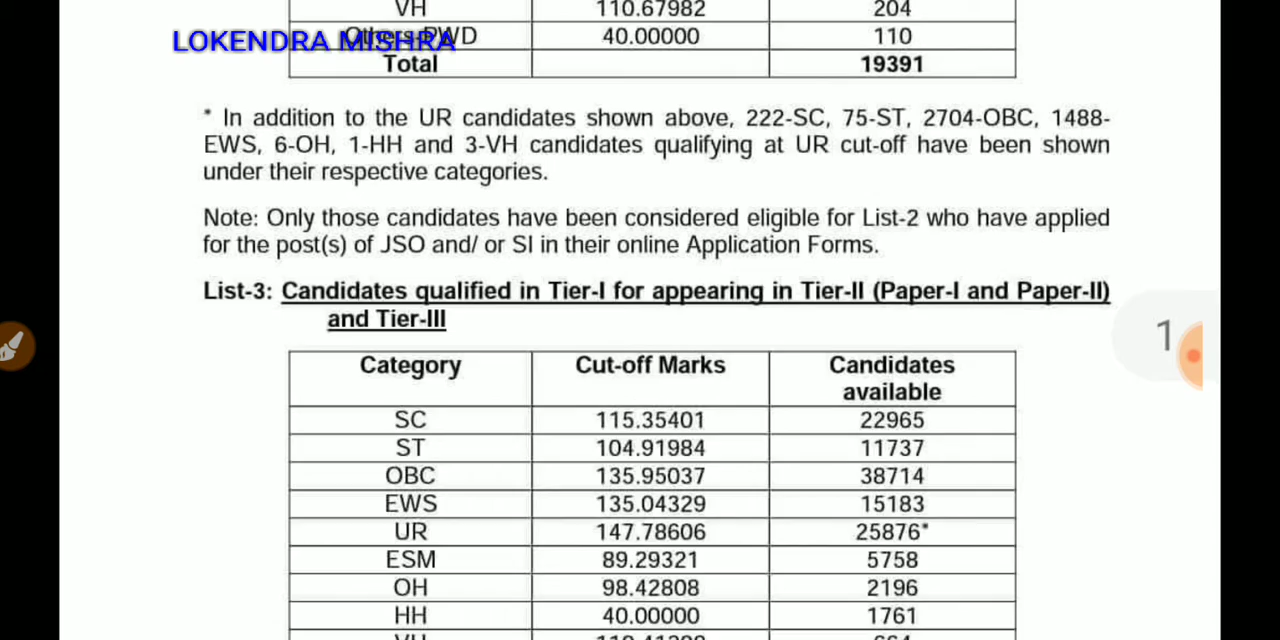 VH 110.67982 204
LOKENDRA MISHRA
Others-PWD 40.00000 110
Total 19391
* In addition to the UR candidates shown above, 222-SC, 75-ST, 2704-OBC, 1488-
EWS, 6-OH, 1-HH and 3-VH candidates qualifying at UR cut-off have been shown
under their respective categories.
Note: Only those candidates have been considered eligible for List-2 who have applied
for the post(s) of JSO and/ or SI in their online Application Forms.
List-3: Candidates qualified in Tier-I for appearing in Tier-II (Paper-I and Paper-II)
and Tier-III
Category Cut-off Marks Candidates
available
SC 115.35401 22965
ST 104.91984 11737
OBC 135.95037 38714
EWS 135.04329 15183
UR 147.78606 25876*
ESM 89.29321 5758
OH 98.42808 2196
HH 40.00000 1761
1